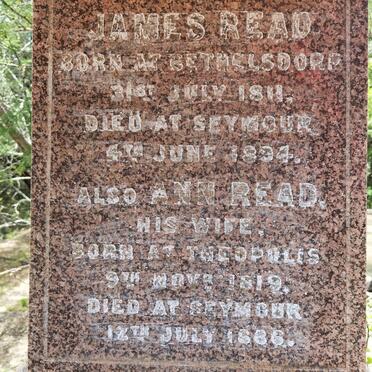 JAMES READ
BORN AT BETHELSDORP
31ST JULY 1811.
DIED AT SEYMOUR
4TH JUNE 1894.
ALSO ANN READ.
HIS WIFE.
BORN AT THEOPOLIS
9TH NOVR 1819.
DIED AT SEYMOUR
12TH JULY 1886.